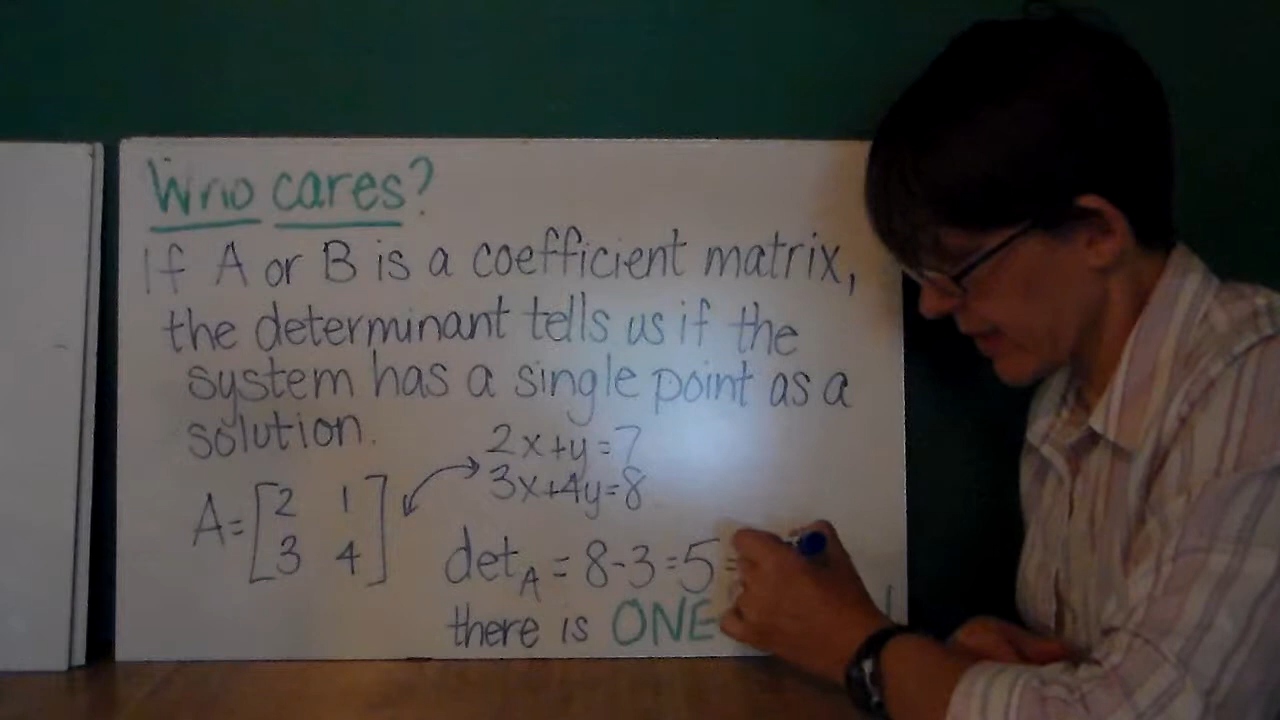 Who cares?
If A or B is a coefficient matrix,
the determinant tells us if the
system has a single point as a
solution.
2x+y=7
3x+4y=8
A=[2 1
3 4]
det_A = 8-3=5=
there is ONE